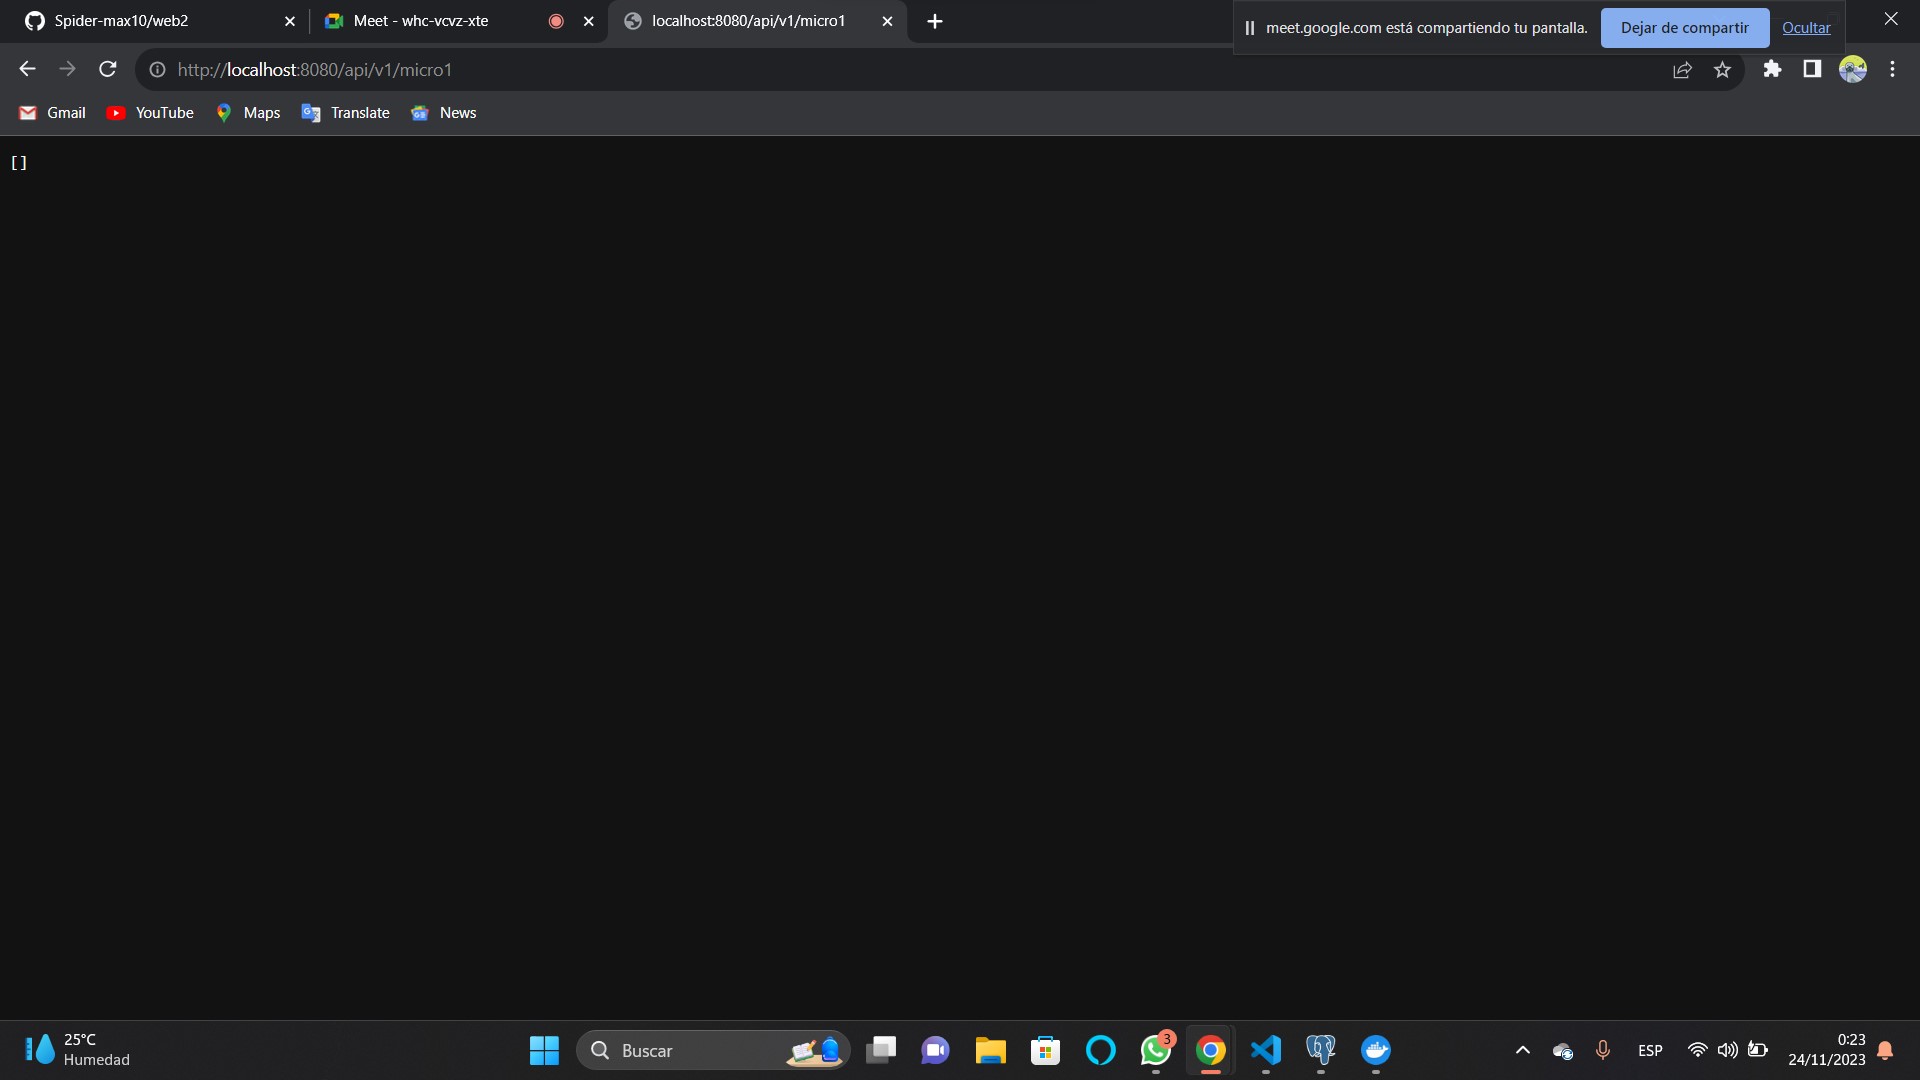 Spider-max10/web2
Meet - whc-vcvz-xte
localhost:8080/api/v1/micro1
meet.google.com está compartiendo tu pantalla.
Dejar de compartir
Ocultar
http://localhost:8080/api/v1/micro1
Gmail
YouTube
Maps
Translate
News
[]
25°C
Humedad
Buscar
3
ESP
0:23
24/11/2023